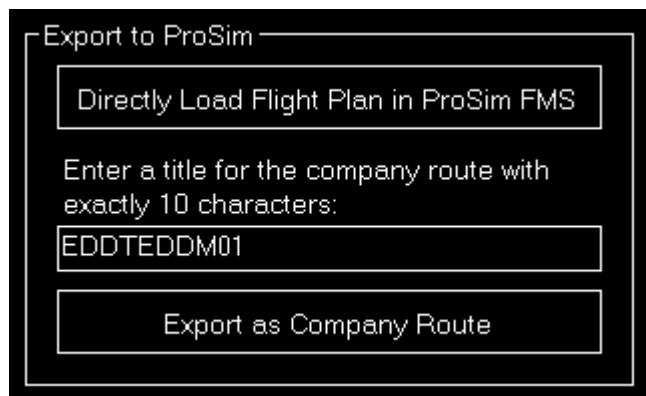 Export to ProSim
Directly Load Flight Plan in ProSim FMS
Enter a title for the company route with
exactly 10 characters:
EDDTEDDM01
Export as Company Route